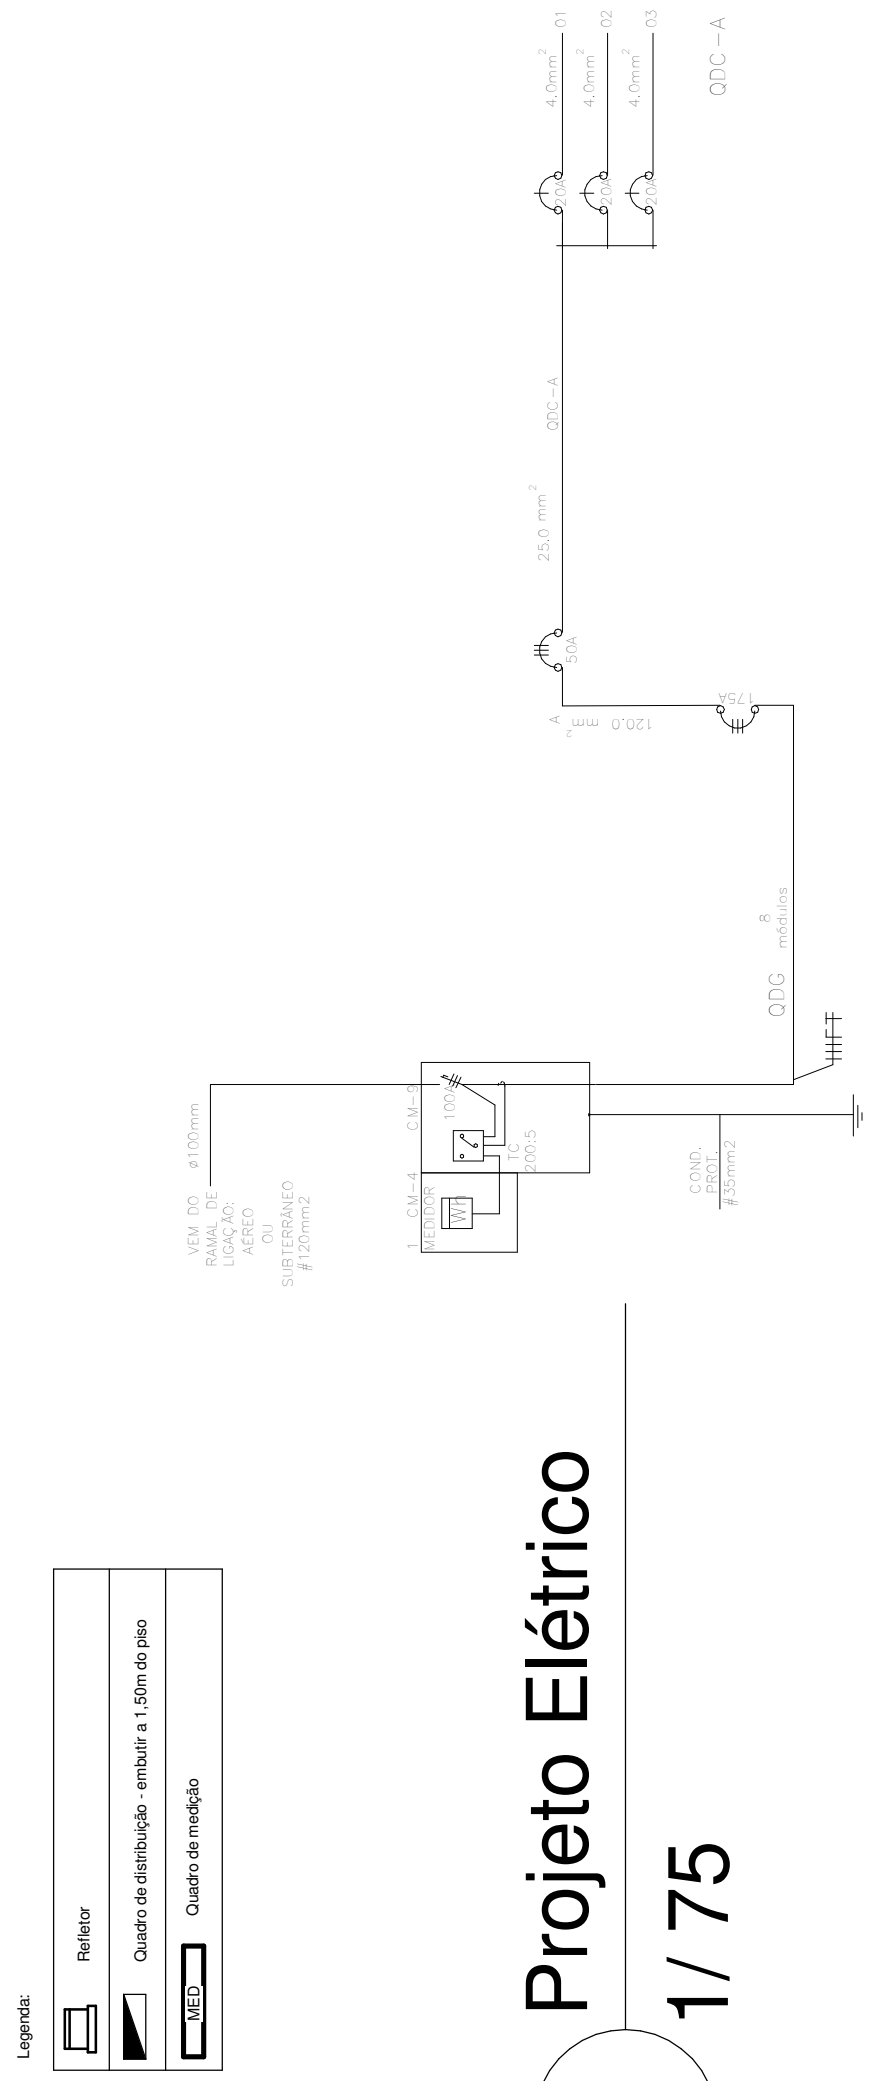 Legenda:
Refletor
Quadro de distribuição - embutir a 1,50m do piso
MED
Quadro de medição
Projeto Elétrico
1/ 75
VEM DO ø100mm
RAMAL DE
LIGAÇÃO:
AÉREO
OU
SUBTERRÂNEO
#120mm2
1 CM-4 CM-9
MEDIDOR
Wh
100A
TC
200:5
COND.
PROT.
#35mm2
QDG
8
módulos
175A
A 120.0 mm²
50A
25.0 mm²
QDC-A
20A
20A
20A
4.0mm² 01
4.0mm² 02
4.0mm² 03
QDC-A